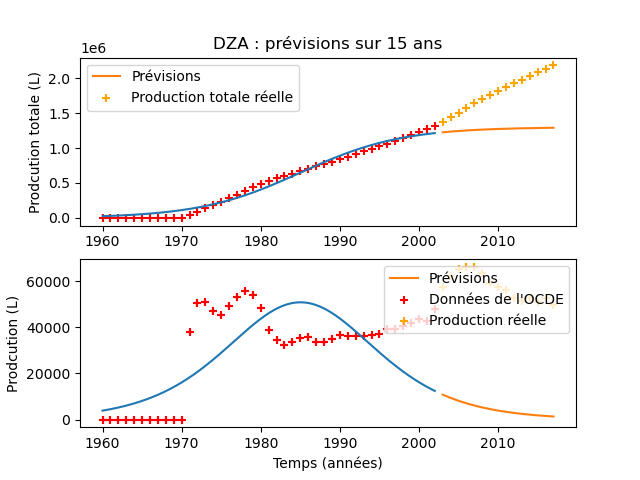 DZA : prévisions sur 15 ans
1e6
Prodcution totale (L)
2.0
1.5
1.0
0.5
0.0
Prévisions
Production totale réelle
1960 1970 1980 1990 2000 2010
Prodcution (L)
60000
40000
20000
0
Prévisions
Données de l'OCDE
Production réelle
1960 1970 1980 1990 2000 2010
Temps (années)